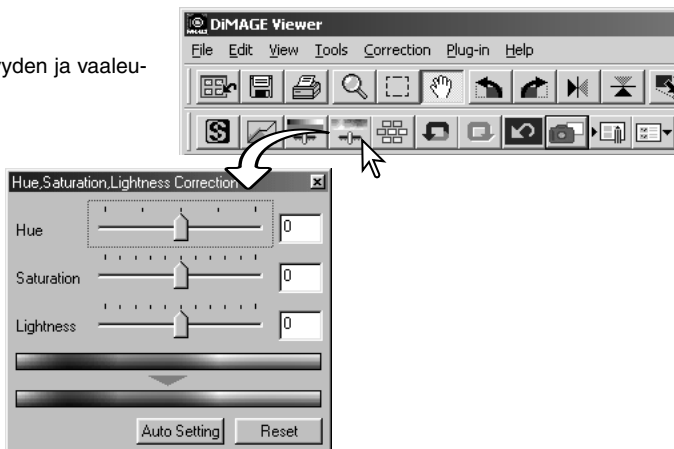 DiMAGE Viewer
File Edit View Tools Correction Plug-in Help
yden ja vaaleu-
S
Hue,Saturation,Lightness Correction
Hue 0
Saturation 0
Lightness 0
Auto Setting Reset